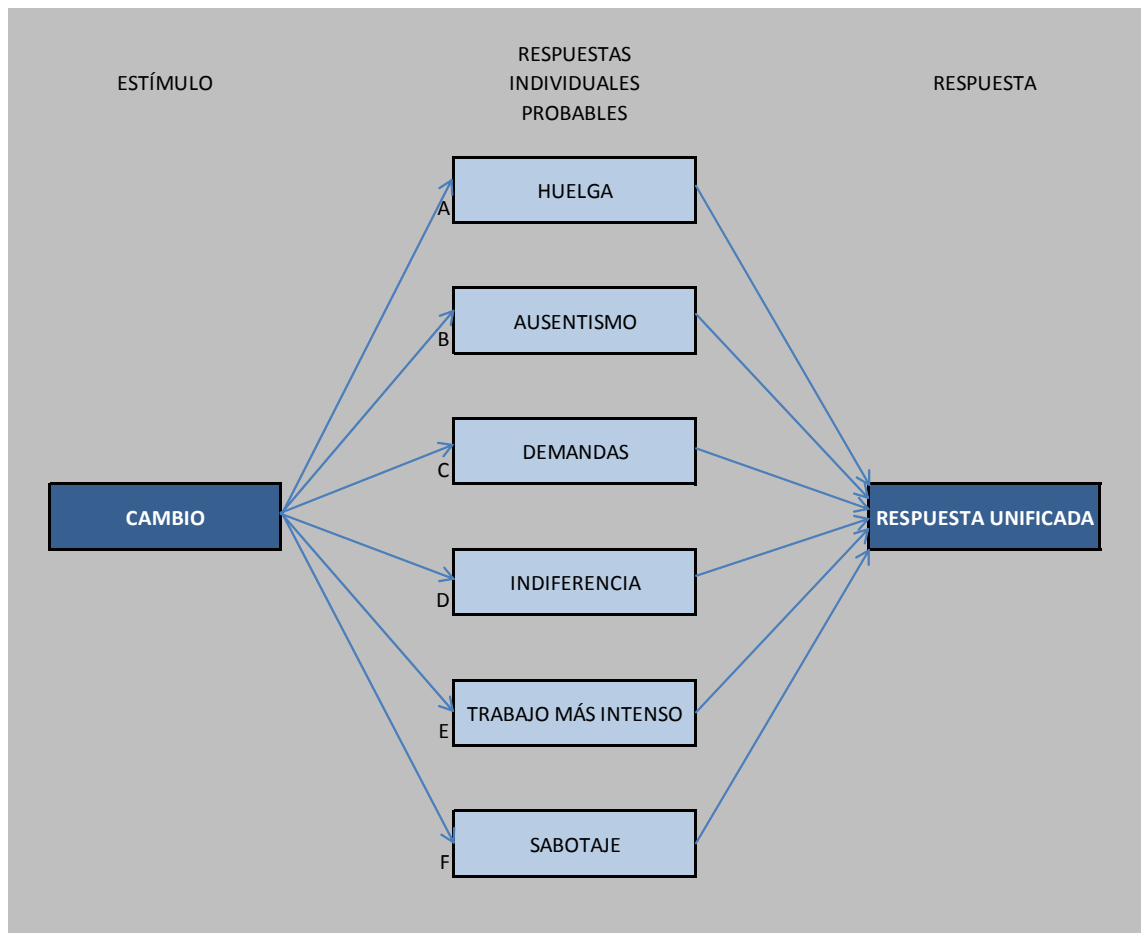 ESTÍMULO
RESPUESTAS
INDIVIDUALES
PROBABLES
RESPUESTA
A
HUELGA
B
AUSENTISMO
C
DEMANDAS
CAMBIO
RESPUESTA UNIFICADA
D
INDIFERENCIA
E
TRABAJO MÁS INTENSO
F
SABOTAJE